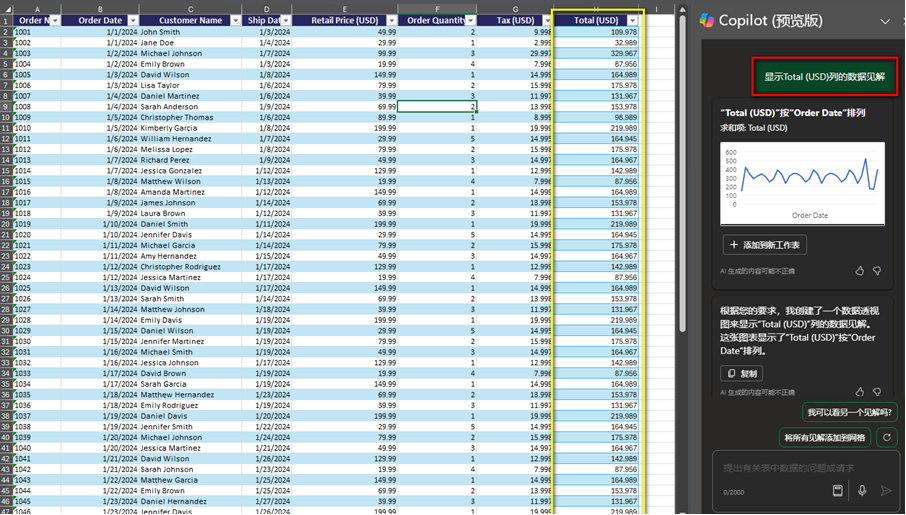 A B C D E F G H I
1 Order N Order Date Customer Name Ship Dat Retail Price (USD) Order Quantity Tax (USD) Total (USD)
2 1001 1/1/2024 John Smith 1/3/2024 49.99 2 9.998 109.978
3 1002 1/1/2024 Jane Doe 1/4/2024 29.99 1 2.999 32.989
4 1003 1/2/2024 Michael Johnson 1/7/2024 99.99 3 29.997 329.967
5 1004 1/2/2024 Emily Brown 1/3/2024 19.99 4 7.996 87.956
6 1005 1/3/2024 David Wilson 1/8/2024 149.99 1 14.999 164.989
7 1006 1/3/2024 Lisa Taylor 1/6/2024 79.99 2 15.998 175.978
8 1007 1/4/2024 Daniel Martinez 1/7/2024 39.99 3 11.997 131.967
9 1008 1/4/2024 Sarah Anderson 1/9/2024 69.99 2 13.998 153.978
10 1009 1/5/2024 Christopher Thomas 1/6/2024 89.99 1 8.999 98.989
11 1010 1/5/2024 Kimberly Garcia 1/8/2024 199.99 1 19.999 219.989
12 1011 1/6/2024 William Hernandez 1/7/2024 29.99 5 14.995 164.945
13 1012 1/6/2024 Melissa Lopez 1/8/2024 79.99 2 15.998 175.978
14 1013 1/7/2024 Richard Perez 1/9/2024 49.99 3 14.997 164.967
15 1014 1/7/2024 Jessica Gonzalez 1/12/2024 129.99 1 12.999 142.989
16 1015 1/8/2024 Matthew Wilson 1/13/2024 19.99 4 7.996 87.956
17 1016 1/8/2024 Amanda Martinez 1/12/2024 149.99 1 14.999 164.989
18 1017 1/9/2024 James Johnson 1/14/2024 69.99 2 13.998 153.978
19 1018 1/9/2024 Laura Brown 1/12/2024 39.99 3 11.997 131.967
20 1019 1/10/2024 Daniel Smith 1/11/2024 199.99 1 19.999 219.989
21 1020 1/10/2024 Jennifer Davis 1/14/2024 29.99 5 14.995 164.945
22 1021 1/11/2024 Michael Garcia 1/14/2024 79.99 2 15.998 175.978
23 1022 1/11/2024 Amy Hernandez 1/15/2024 49.99 3 14.997 164.967
24 1023 1/12/2024 Christopher Rodriguez 1/17/2024 129.99 1 12.999 142.989
25 1024 1/12/2024 Jessica Martinez 1/17/2024 19.99 4 7.996 87.956
26 1025 1/13/2024 David Wilson 1/17/2024 149.99 1 14.999 164.989
27 1026 1/13/2024 Sarah Smith 1/14/2024 69.99 2 13.998 153.978
28 1027 1/14/2024 Matthew Johnson 1/18/2024 39.99 3 11.997 131.967
29 1028 1/14/2024 Emily Davis 1/15/2024 199.99 1 19.999 219.989
30 1029 1/15/2024 Daniel Wilson 1/19/2024 29.99 5 14.995 164.945
31 1030 1/15/2024 Jennifer Martinez 1/19/2024 79.99 2 15.998 175.978
32 1031 1/16/2024 Michael Smith 1/19/2024 49.99 3 14.997 164.967
33 1032 1/16/2024 Jessica Johnson 1/17/2024 129.99 1 12.999 142.989
34 1033 1/17/2024 David Brown 1/19/2024 19.99 4 7.996 87.956
35 1034 1/17/2024 Sarah Garcia 1/19/2024 149.99 1 14.999 164.989
36 1035 1/18/2024 Matthew Hernandez 1/23/2024 69.99 2 13.998 153.978
37 1036 1/18/2024 Emily Rodriguez 1/21/2024 39.99 3 11.997 131.967
38 1037 1/19/2024 Daniel Davis 1/21/2024 199.99 1 19.999 219.989
39 1038 1/19/2024 Jennifer Smith 1/22/2024 29.99 5 14.995 164.945
40 1039 1/20/2024 Michael Johnson 1/24/2024 79.99 2 15.998 175.978
41 1040 1/20/2024 Jessica Martinez 1/21/2024 49.99 3 14.997 164.967
42 1041 1/21/2024 David Wilson 1/26/2024 129.99 1 12.999 142.989
43 1042 1/21/2024 Sarah Johnson 1/23/2024 19.99 4 7.996 87.956
44 1043 1/22/2024 Matthew Garcia 1/25/2024 149.99 1 14.999 164.989
45 1044 1/22/2024 Emily Brown 1/25/2024 69.99 2 13.998 153.978
46 1045 1/23/2024 Daniel Hernandez 1/27/2024 39.99 3 11.997 131.967
47 1046 1/23/2024 Jennifer Davis 1/26/2024 199.99 1 19.999 219.989
Copilot (预览版)
显示Total (USD)列的数据见解
“Total (USD)”按“Order Date”排列
求和项: Total (USD)
600
500
400
300
200
100
0
Order Date
+ 添加到新工作表
AI 生成的内容可能不正确
根据您的要求，我创建了一个数据透视
图来显示“Total (USD)”列的数据见解。
这张图表显示了“Total (USD)”按“Order
Date”排列。
复制
AI 生成的内容可能不正确
我可以看另一个见解吗?
将所有见解添加到网格
提出有关表中数据的问题或请求
0/2000